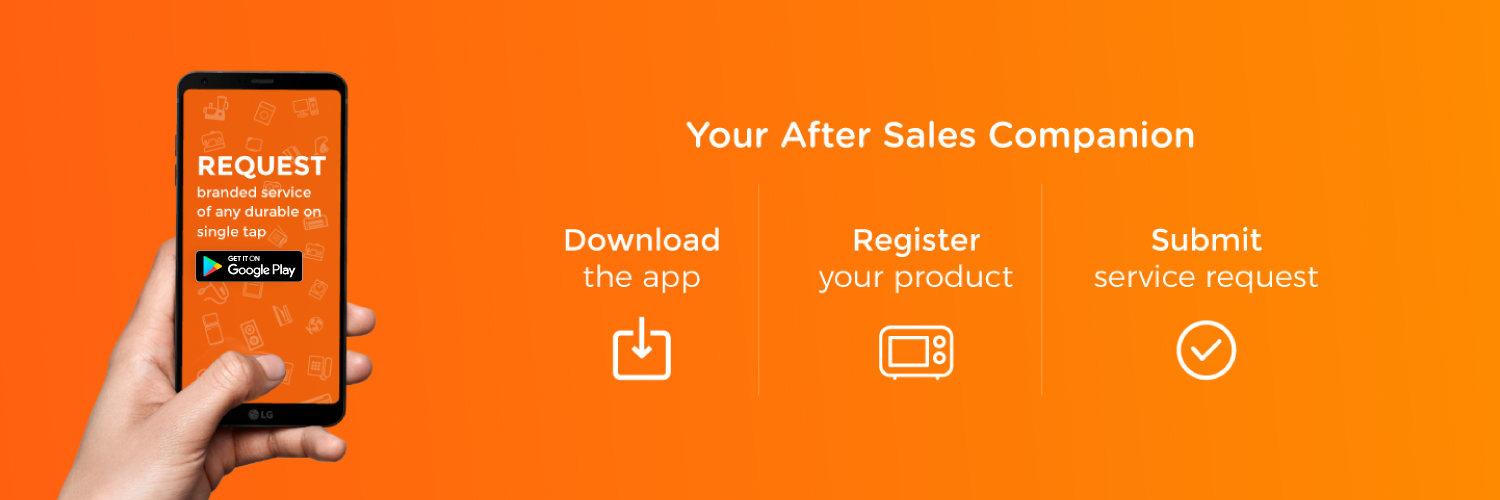 REQUEST
branded service
of any durable on
single tap
GET IT ON
Google Play
LG
Your After Sales Companion
Download
the app
Register
your product
Submit
service request